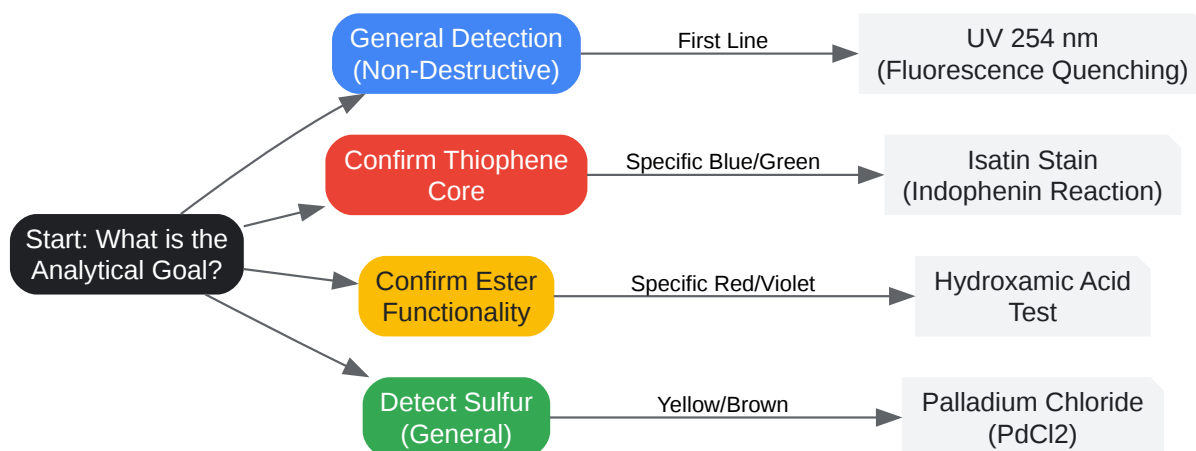 General Detection
(Non-Destructive)
First Line
UV 254 nm
(Fluorescence Quenching)
Confirm Thiophene
Core
Specific Blue/Green
Isatin Stain
(Indophenin Reaction)
Start: What is the
Analytical Goal?
Confirm Ester
Functionality
Specific Red/Violet
Hydroxamic Acid
Test
Detect Sulfur
(General)
Yellow/Brown
Palladium Chloride
(PdCl2)